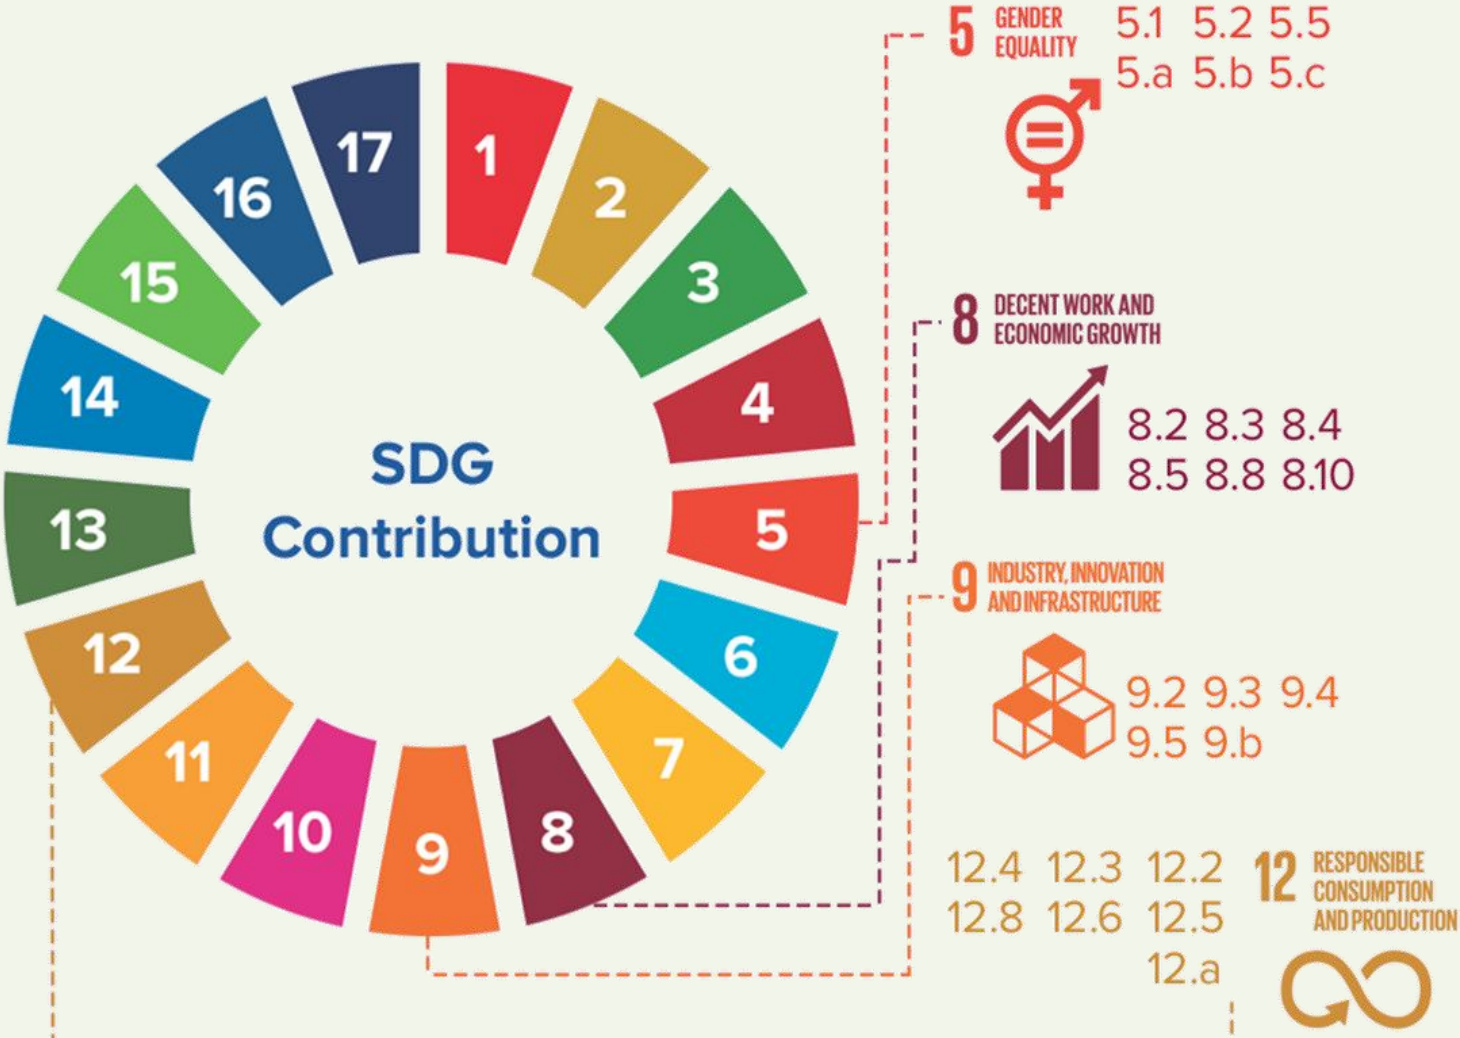 1
2
3
4
5
6
7
8
9
10
11
12
13
14
15
16
17
SDG
Contribution
5 GENDER
EQUALITY
5.1 5.2 5.5
5.a 5.b 5.c
8 DECENT WORK AND
ECONOMIC GROWTH
8.2 8.3 8.4
8.5 8.8 8.10
9 INDUSTRY, INNOVATION
AND INFRASTRUCTURE
9.2 9.3 9.4
9.5 9.b
12.4 12.3 12.2
12.8 12.6 12.5
12.a
12 RESPONSIBLE
CONSUMPTION
AND PRODUCTION